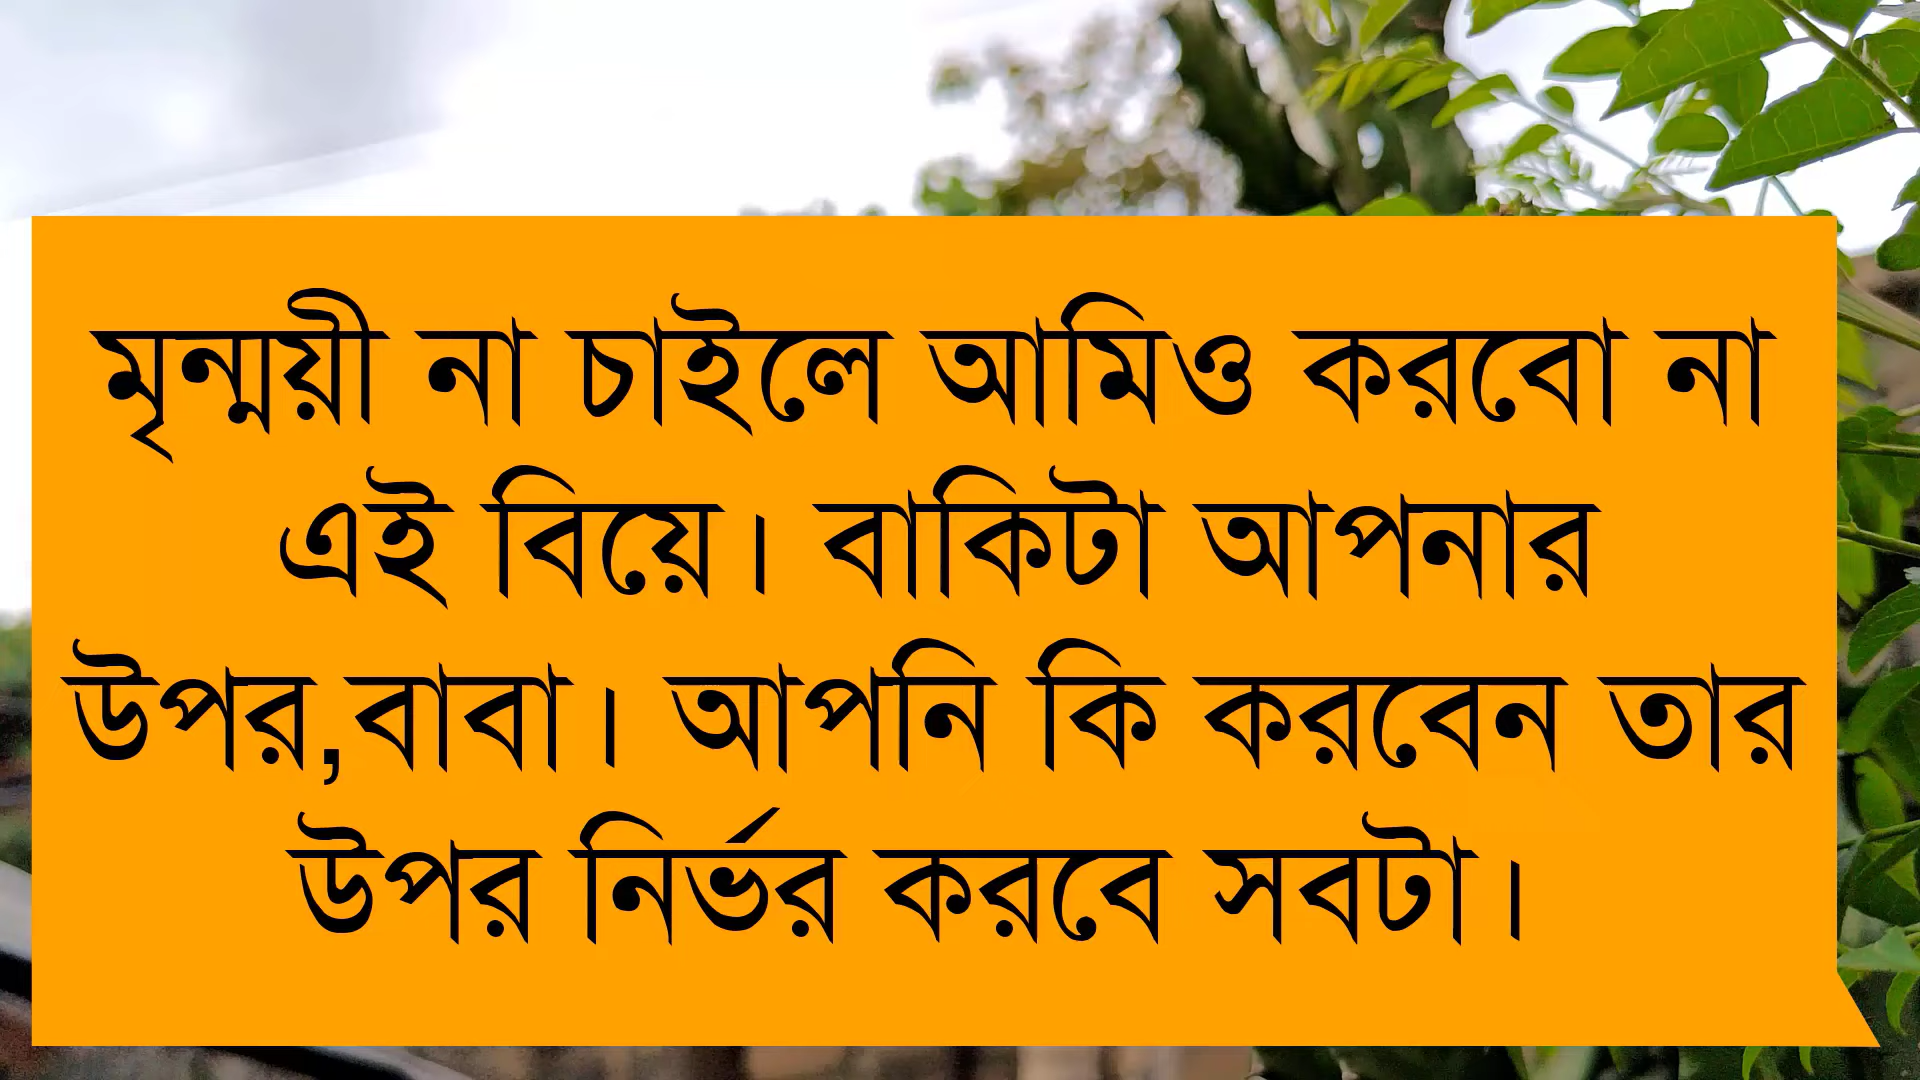 মৃন্ময়ী না চাইলে আমিও করবো না
এই বিয়ে। বাকিটা আপনার
উপর,বাবা। আপনি কি করবেন তার
উপর নির্ভর করবে সবটা।